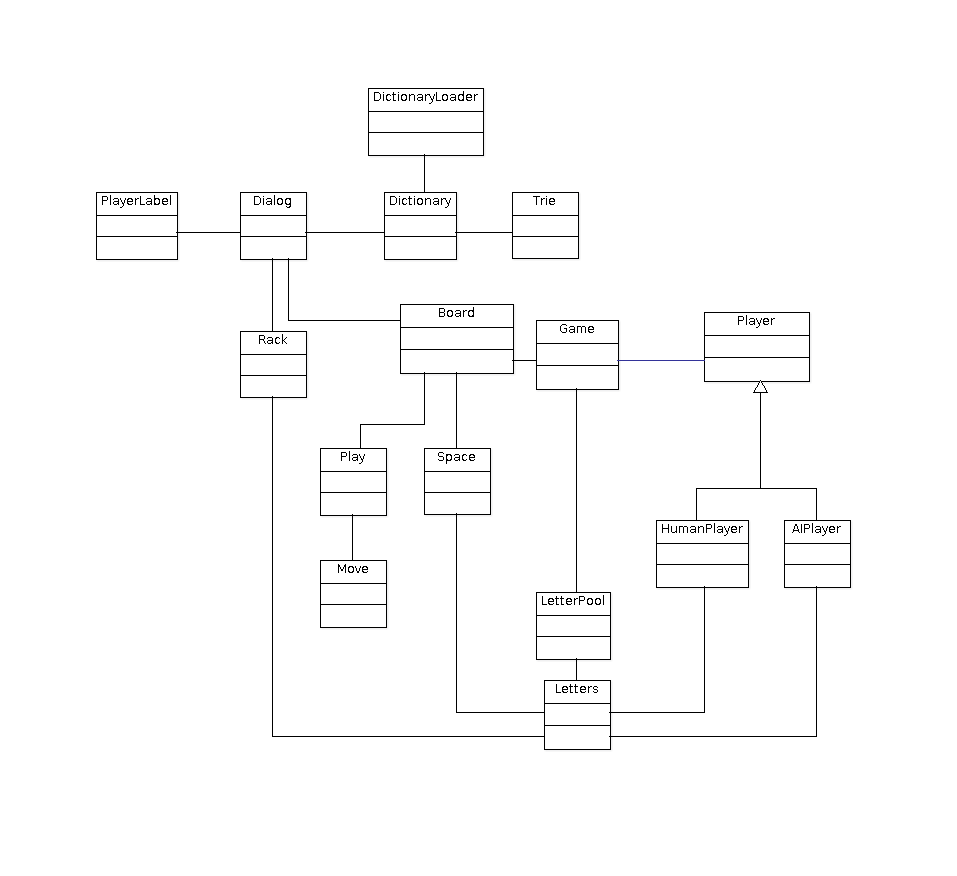 DictionaryLoader
PlayerLabel
Dialog
Dictionary
Trie
Board
Game
Player
Rack
Play
Space
HumanPlayer
AIPlayer
Move
LetterPool
Letters